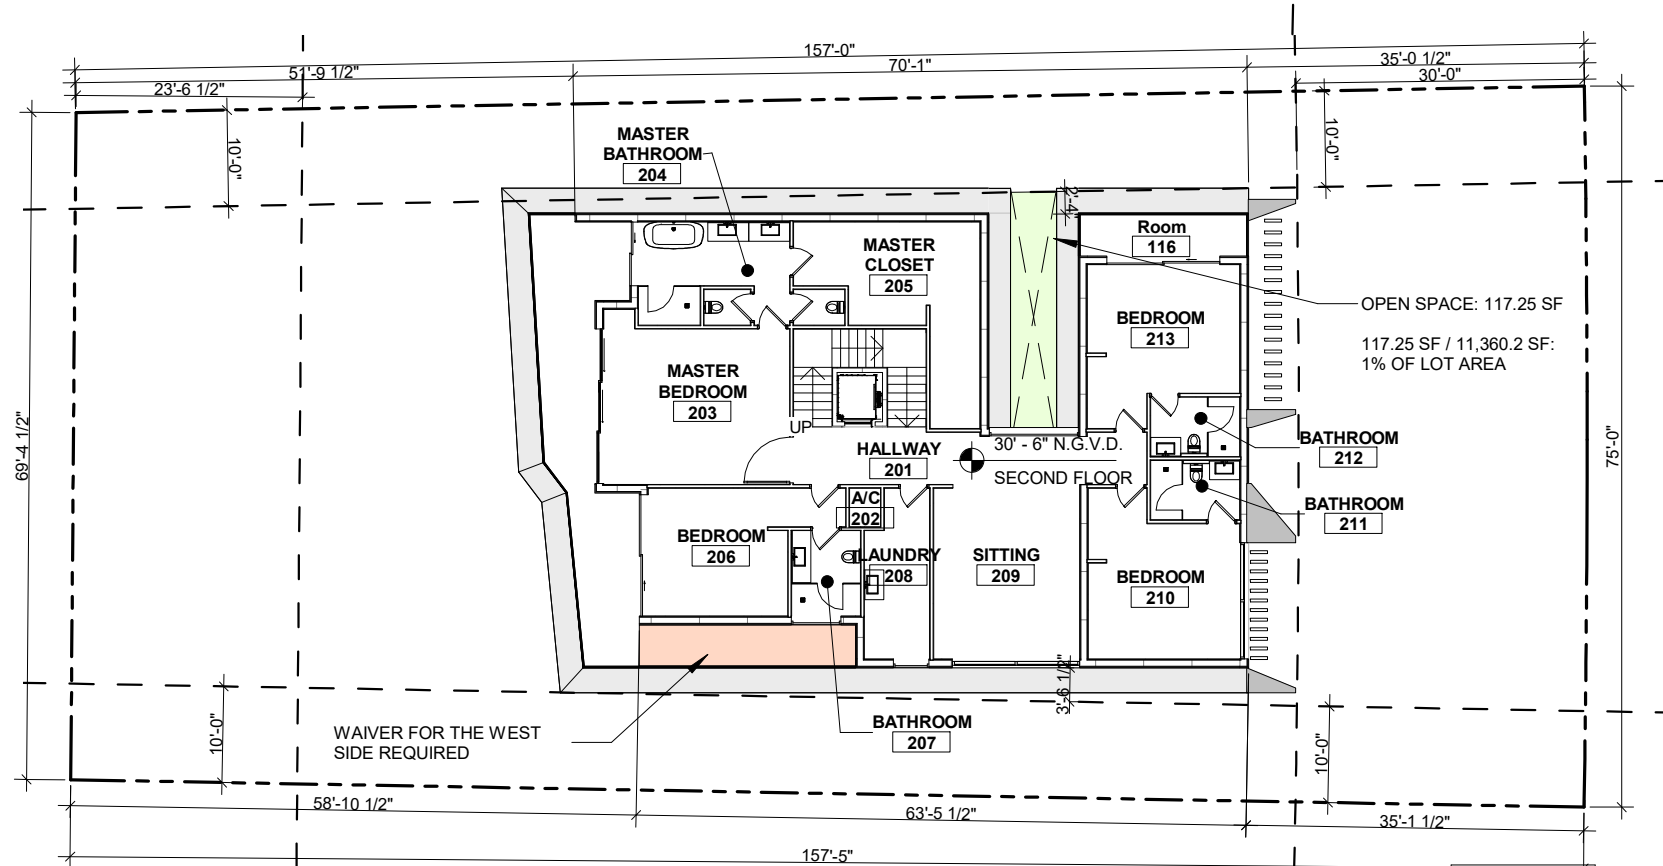 157'-0"
51'-9 1/2"
70'-1"
35'-0 1/2"
23'-6 1/2"
30'-0"
10'-0"
10'-0"
MASTER
BATHROOM
204
2'-4"
Room
116
MASTER
CLOSET
205
OPEN SPACE: 117.25 SF
117.25 SF / 11,360.2 SF:
1% OF LOT AREA
BEDROOM
213
MASTER
BEDROOM
203
69'-4 1/2"
75'-0"
UP
HALLWAY
201
30' - 6" N.G.V.D.
SECOND FLOOR
BATHROOM
212
A/C
202
BATHROOM
211
BEDROOM
206
LAUNDRY
208
SITTING
209
BEDROOM
210
3'-6 1/2"
10'-0"
WAIVER FOR THE WEST
SIDE REQUIRED
BATHROOM
207
10'-0"
58'-10 1/2"
63'-5 1/2"
35'-1 1/2"
157'-5"